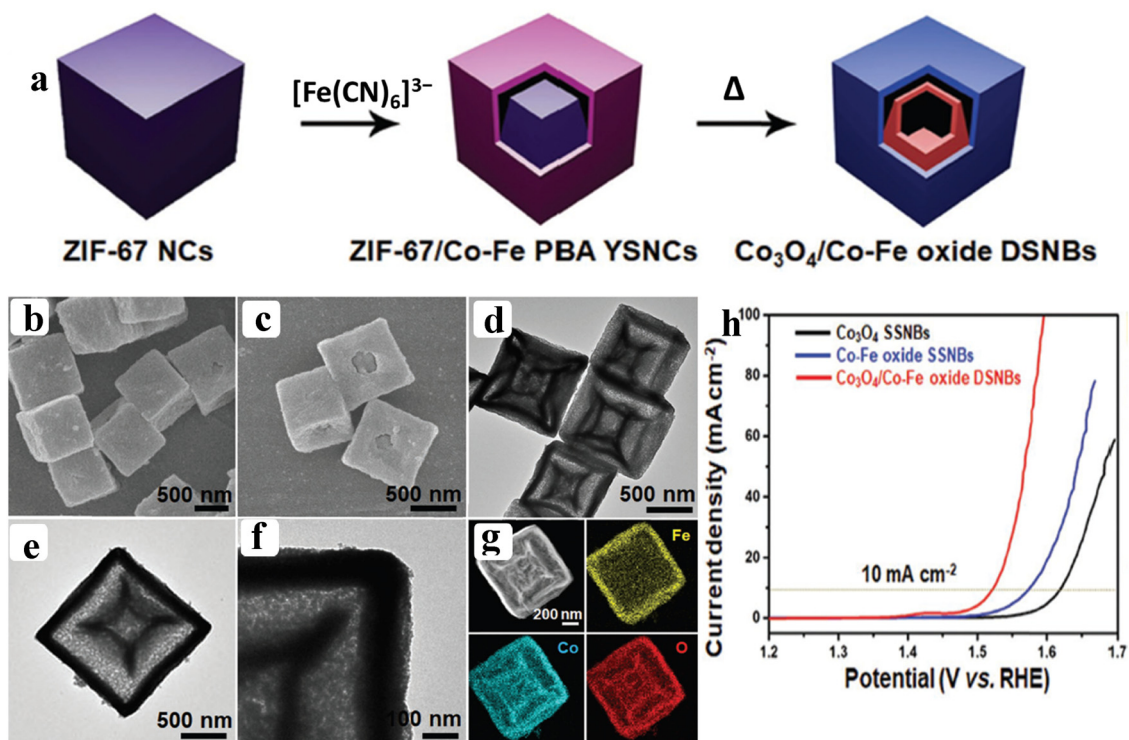 a
[Fe(CN)₆]³⁻
Δ
ZIF-67 NCs
ZIF-67/Co-Fe PBA YSNCs
Co₃O₄/Co-Fe oxide DSNBs
b
500 nm
c
500 nm
d
500 nm
e
500 nm
f
100 nm
g
Fe
200 nm
Co
O
h
Co₃O₄ SSNBs
Co-Fe oxide SSNBs
Co₃O₄/Co-Fe oxide DSNBs
10 mA cm⁻²
Current density (mAcm⁻²)
100
80
60
40
20
0
1.2 1.3 1.4 1.5 1.6 1.7
Potential (V vs. RHE)